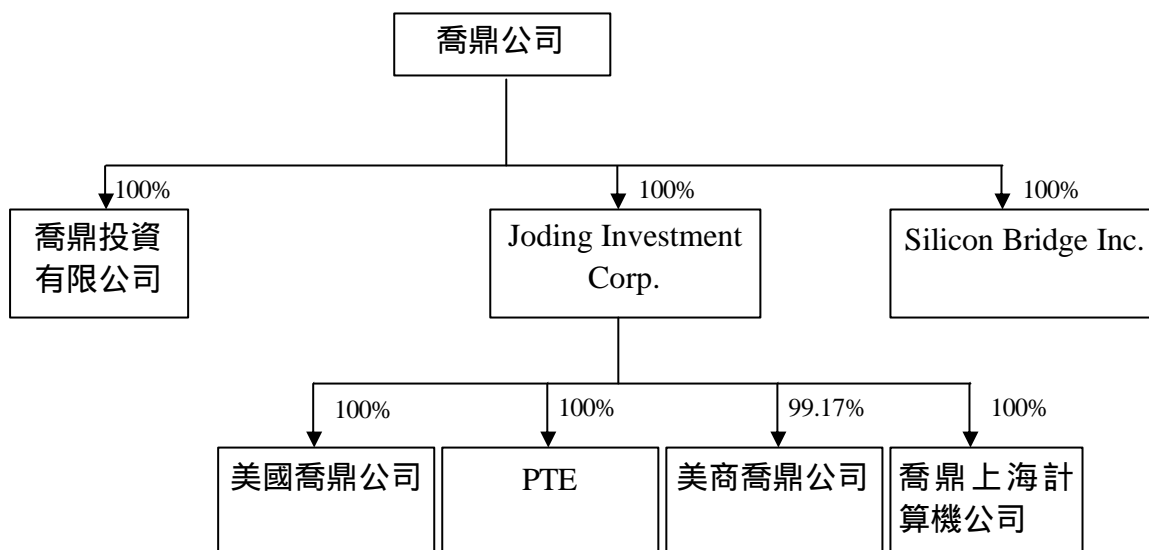 喬鼎公司
100%
100%
100%
喬鼎投資
有限公司
Joding Investment
Corp.
Silicon Bridge Inc.
100%
100%
99.17%
100%
美國喬鼎公司
PTE
美商喬鼎公司
喬鼎上海計
算機公司